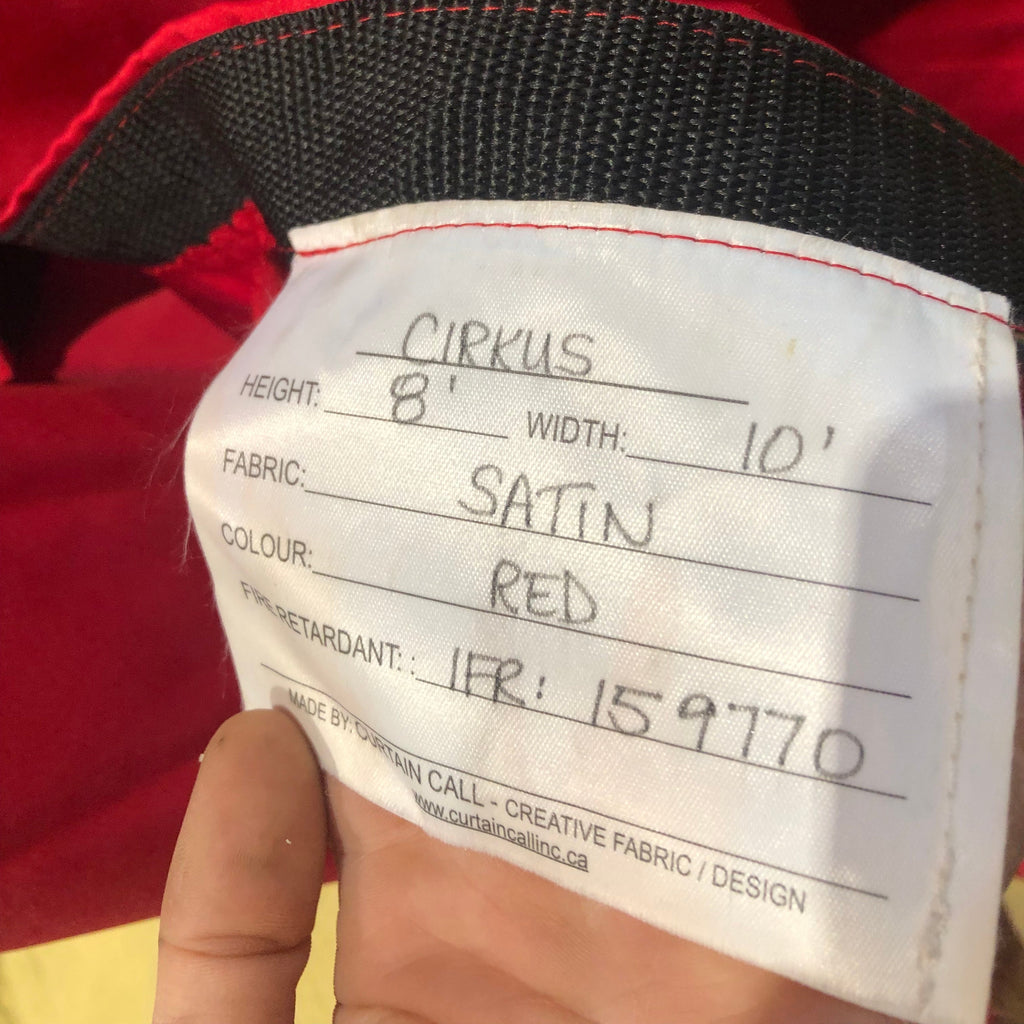 CIRKUS
HEIGHT: 8' WIDTH: 10'
FABRIC: SATIN
COLOUR: RED
FIRE RETARDANT: : IFR: 159770
MADE BY: CURTAIN CALL - CREATIVE FABRIC / DESIGN
www.curtaincallinc.ca